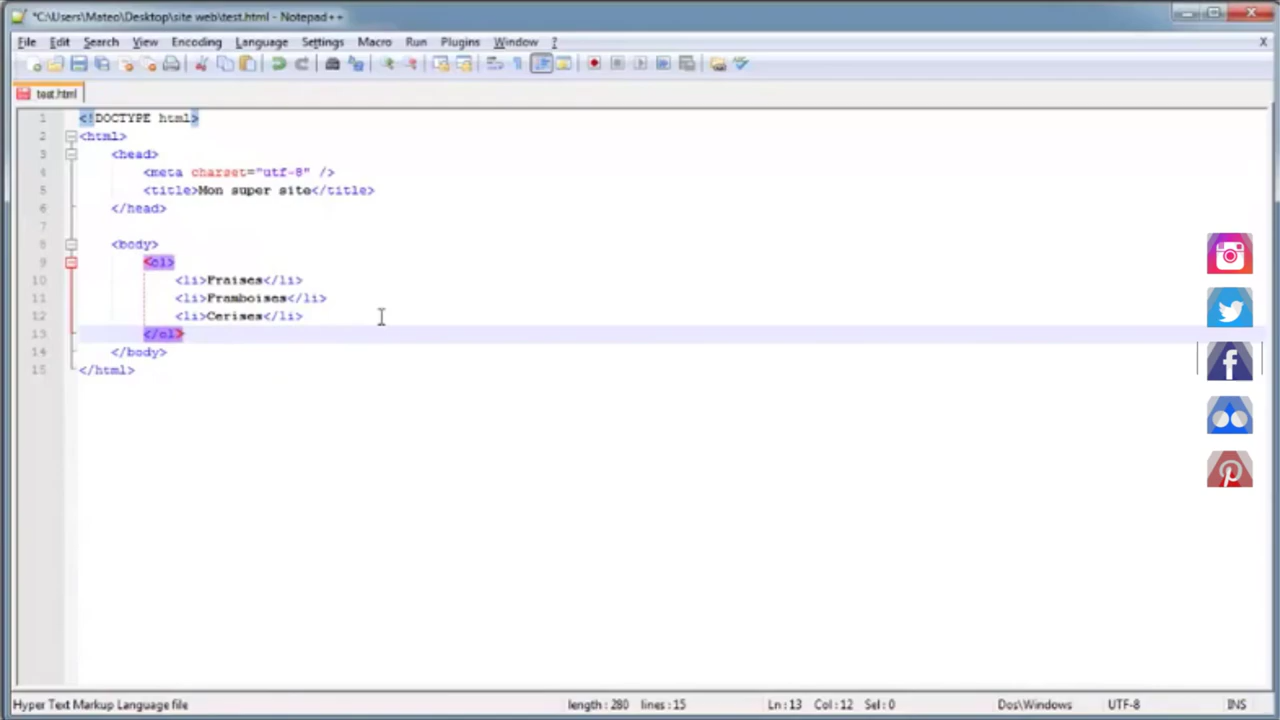 *C:\Users\Mateo\Desktop\site web\test.html - Notepad++
File Edit Search View Encoding Language Settings Macro Run Plugins Window ? X
test.html
1 <!DOCTYPE html>
2 <html>
3 <head>
4 <meta charset="utf-8" />
5 <title>Mon super site</title>
6 </head>
7
8 <body>
9 <ol>
10 <li>Fraises</li>
11 <li>Framboises</li>
12 <li>Cerises</li>
13 </ol>
14 </body>
15 </html>
Hyper Text Markup Language file length : 280 lines : 15 Ln : 13 Col : 12 Sel : 0 Dos\Windows UTF-8 INS